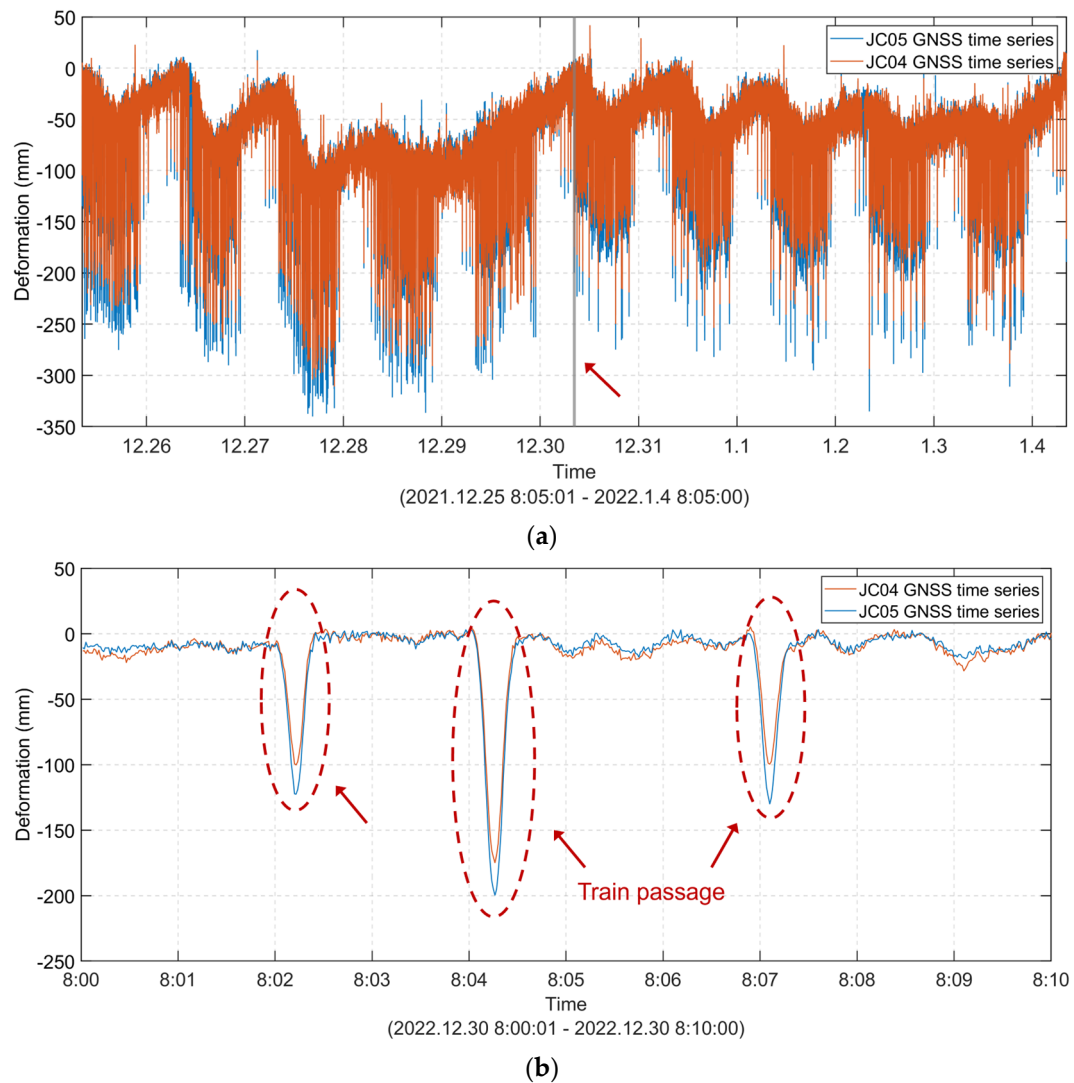 50
0
-50
-100
-150
-200
-250
-300
-350
Deformation (mm)
JC05 GNSS time series
JC04 GNSS time series
12.26 12.27 12.28 12.29 12.30 12.31 1.1 1.2 1.3 1.4
Time
(2021.12.25 8:05:01 - 2022.1.4 8:05:00)
(a)
50
0
-50
-100
-150
-200
-250
Deformation (mm)
JC04 GNSS time series
JC05 GNSS time series
Train passage
8:00 8:01 8:02 8:03 8:04 8:05 8:06 8:07 8:08 8:09 8:10
Time
(2022.12.30 8:00:01 - 2022.12.30 8:10:00)
(b)